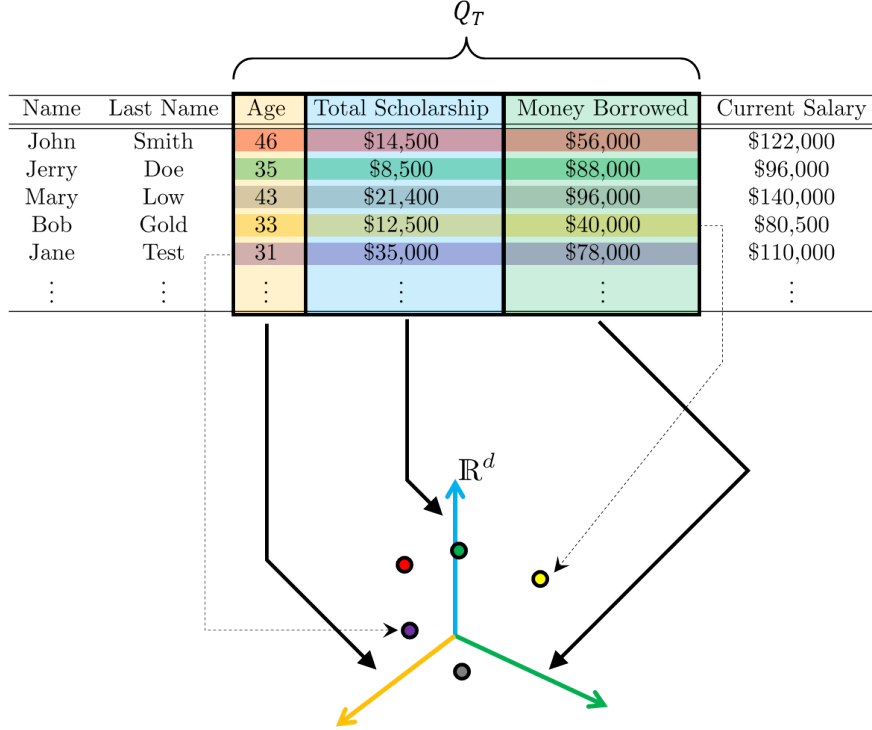 Q_T
Name Last Name Age Total Scholarship Money Borrowed Current Salary
John Smith 46 $14,500 $56,000 $122,000
Jerry Doe 35 $8,500 $88,000 $96,000
Mary Low 43 $21,400 $96,000 $140,000
Bob Gold 33 $12,500 $40,000 $80,500
Jane Test 31 $35,000 $78,000 $110,000
⋮ ⋮ ⋮ ⋮ ⋮ ⋮
ℝ^d